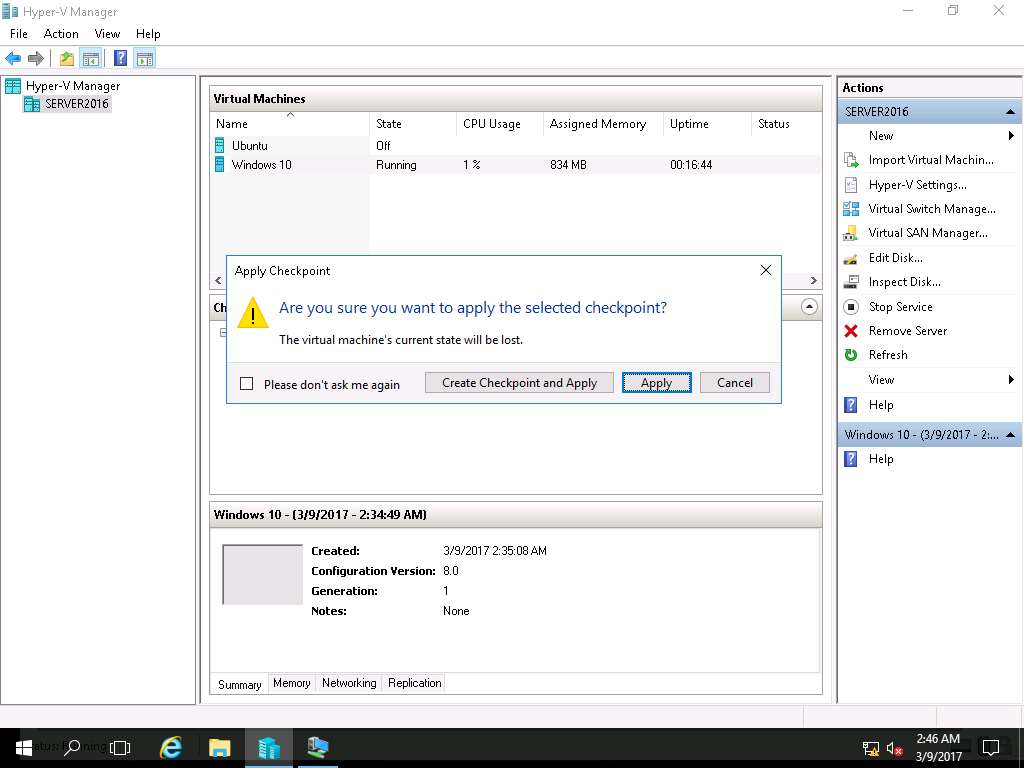 Hyper-V Manager
File Action View Help
Hyper-V Manager
SERVER2016
Virtual Machines
Name State CPU Usage Assigned Memory Uptime Status
Ubuntu Off
Windows 10 Running 1 % 834 MB 00:16:44
Ch
Apply Checkpoint
Are you sure you want to apply the selected checkpoint?
The virtual machine's current state will be lost.
Please don't ask me again Create Checkpoint and Apply Apply Cancel
Windows 10 - (3/9/2017 - 2:34:49 AM)
Created: 3/9/2017 2:35:08 AM
Configuration Version: 8.0
Generation: 1
Notes: None
Summary Memory Networking Replication
Actions
SERVER2016
New
Import Virtual Machin...
Hyper-V Settings...
Virtual Switch Manage...
Virtual SAN Manager...
Edit Disk...
Inspect Disk...
Stop Service
Remove Server
Refresh
View
Help
Windows 10 - (3/9/2017 - 2:...
Help
2:46 AM
3/9/2017